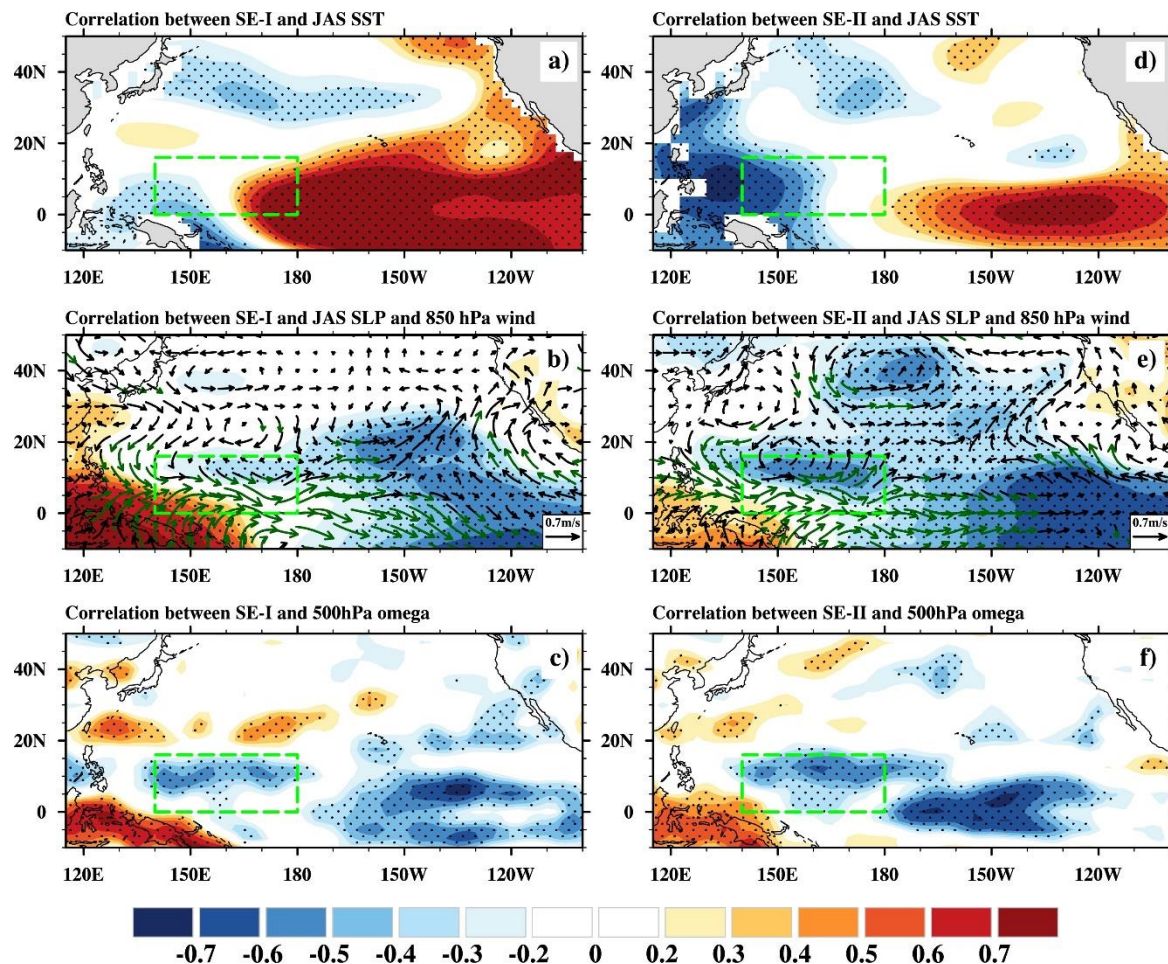 Correlation between SE-I and JAS SST
a)
40N
20N
0
120E 150E 180 150W 120W
Correlation between SE-I and JAS SLP and 850 hPa wind
b)
40N
20N
0
0.7m/s
120E 150E 180 150W 120W
Correlation between SE-I and 500hPa omega
c)
40N
20N
0
120E 150E 180 150W 120W
Correlation between SE-II and JAS SST
d)
40N
20N
0
120E 150E 180 150W 120W
Correlation between SE-II and JAS SLP and 850 hPa wind
e)
40N
20N
0
0.7m/s
120E 150E 180 150W 120W
Correlation between SE-II and 500hPa omega
f)
40N
20N
0
120E 150E 180 150W 120W
-0.7 -0.6 -0.5 -0.4 -0.3 -0.2 0 0.2 0.3 0.4 0.5 0.6 0.7